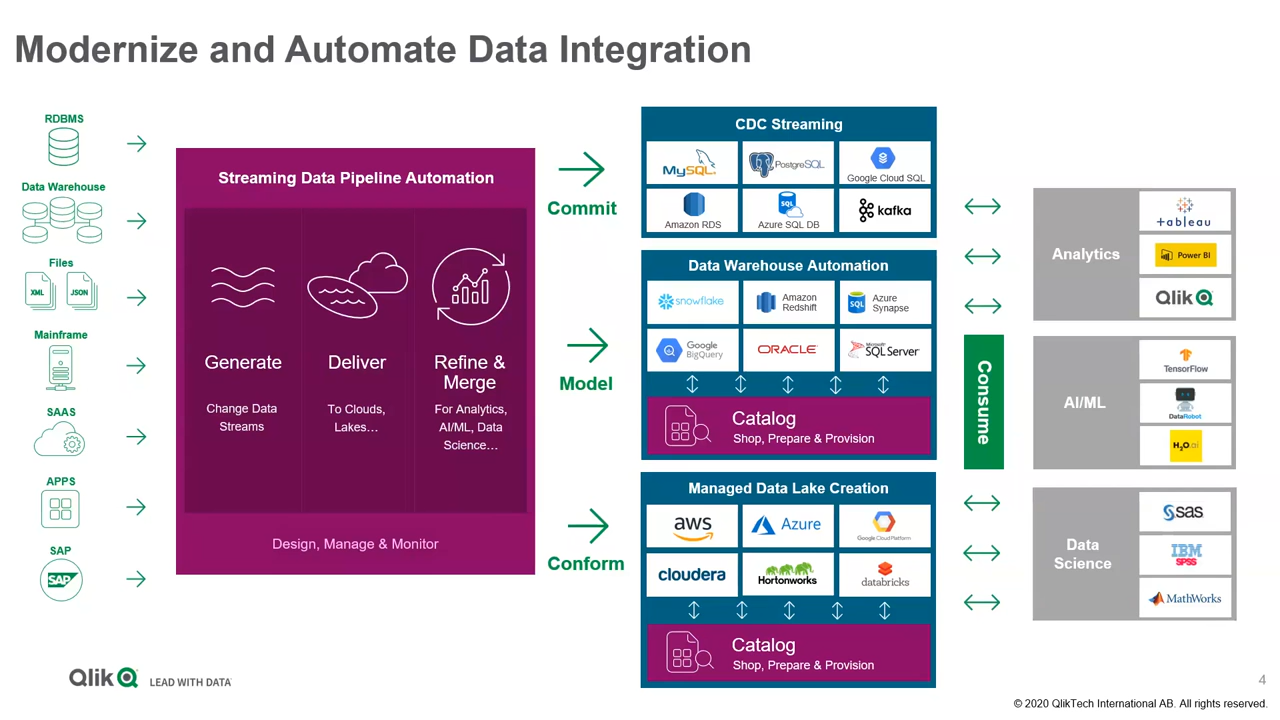 Modernize and Automate Data Integration
RDBMS
Data Warehouse
Files
XML
JSON
Mainframe
SAAS
APPS
SAP
SAP
Streaming Data Pipeline Automation
Generate
Change Data
Streams
Deliver
To Clouds,
Lakes…
Refine &
Merge
For Analytics,
AI/ML, Data
Science…
Design, Manage & Monitor
Commit
Model
Conform
CDC Streaming
MySQL
PostgreSQL
Google Cloud SQL
Amazon RDS
SQL
Azure SQL DB
kafka
Data Warehouse Automation
snowflake
Amazon
Redshift
SQL
Azure
Synapse
Google
BigQuery
ORACLE
Microsoft
SQL Server
Catalog
Shop, Prepare & Provision
Managed Data Lake Creation
aws
Azure
Google Cloud Platform
cloudera
Hortonworks
databricks
Catalog
Shop, Prepare & Provision
Consume
Analytics
+ableau
Power BI
Qlik
AI/ML
TensorFlow
DataRobot
H2O.ai
Data
Science
sas
IBM
SPSS
MathWorks
Qlik
LEAD WITH DATA
4
© 2020 QlikTech International AB. All rights reserved.